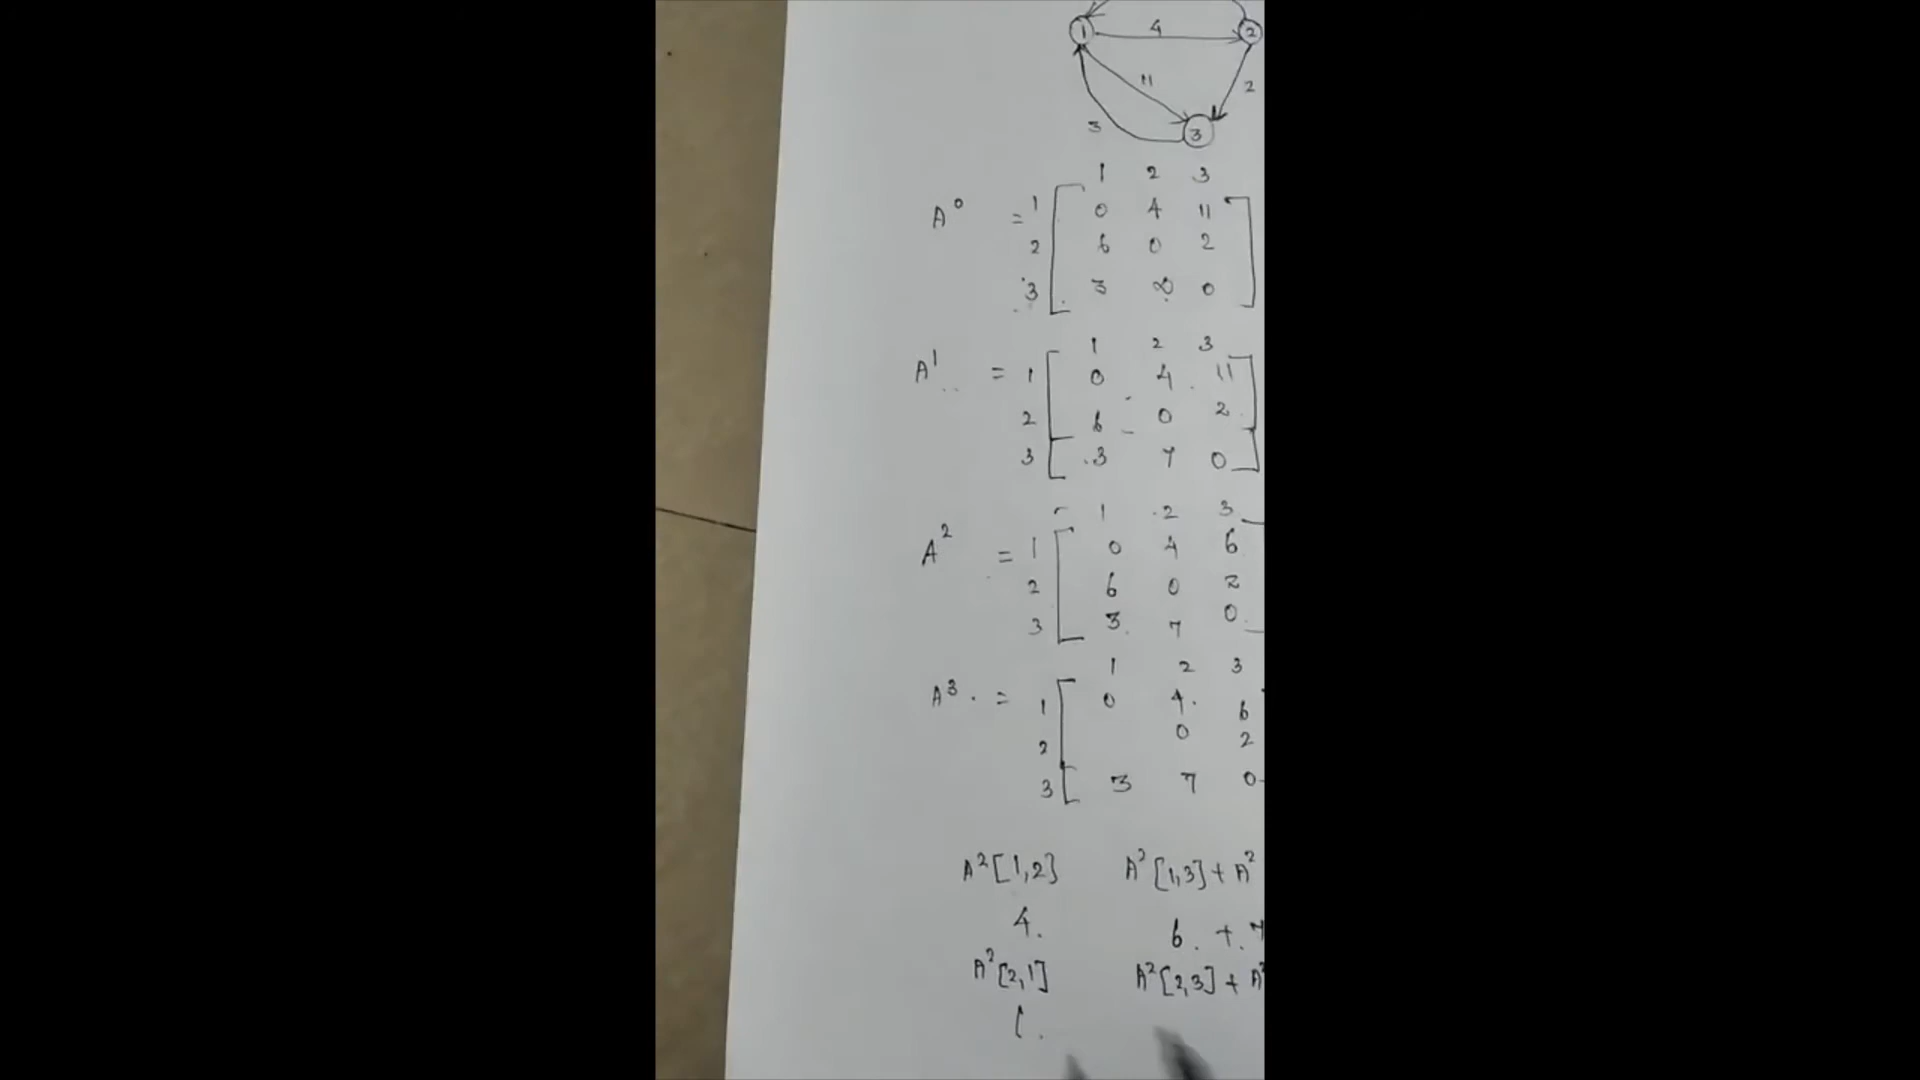 1 4 2
11 2
3 3
1 2 3
A⁰ = 1 0 4 11
2 6 0 2
3 3 ∞ 0
1 2 3
A¹ = 1 0 4 11
2 6 0 2
3 3 7 0
1 2 3
A² = 1 0 4 6
2 6 0 2
3 3 7 0
1 2 3
A³ = 1 0 4 6
2 0 2
3 3 7 0
A²[1,2] A²[1,3] + A²
4. 6 + 7
A²[2,1] A²[2,3] + A²